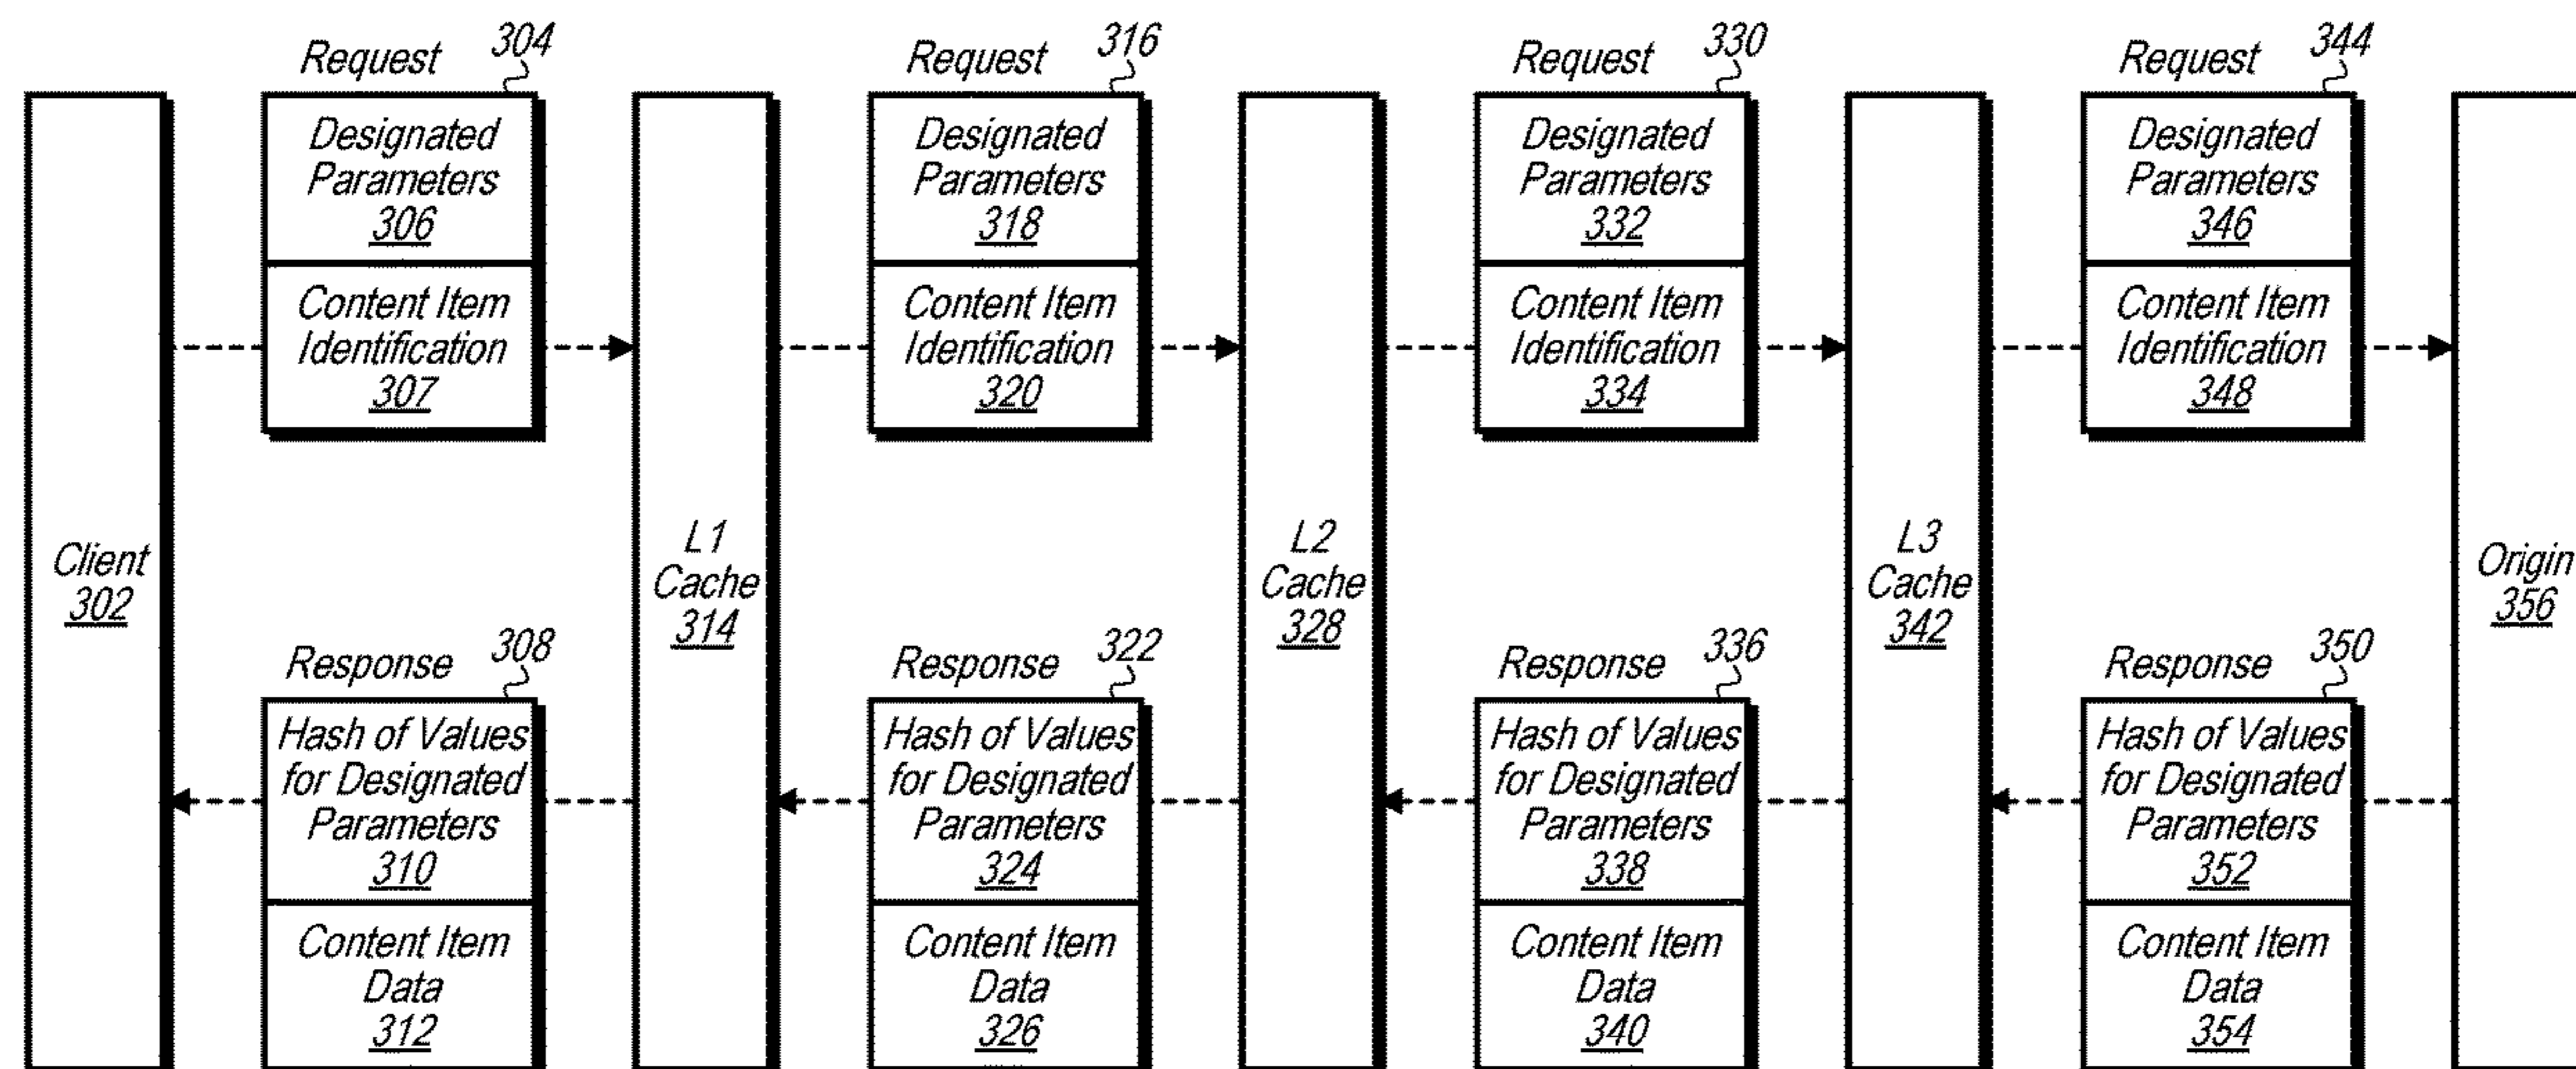 Request 304
Request 316
Request 330
Request 344
Designated
Parameters
306
Content Item
Identification
307
Designated
Parameters
318
Content Item
Identification
320
Designated
Parameters
332
Content Item
Identification
334
Designated
Parameters
346
Content Item
Identification
348
Client
302
L1
Cache
314
L2
Cache
328
L3
Cache
342
Origin
356
Response 308
Response 322
Response 336
Response 350
Hash of Values
for Designated
Parameters
310
Content Item
Data
312
Hash of Values
for Designated
Parameters
324
Content Item
Data
326
Hash of Values
for Designated
Parameters
338
Content Item
Data
340
Hash of Values
for Designated
Parameters
352
Content Item
Data
354